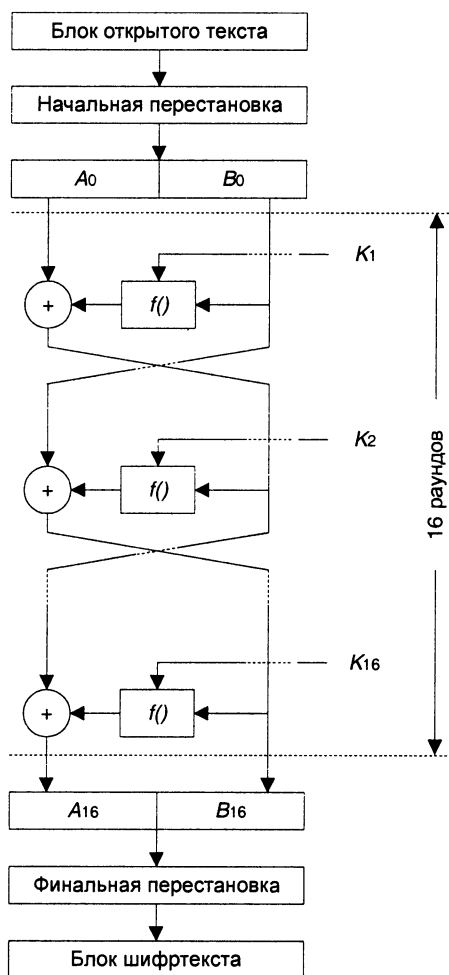 Блок открытого текста
Начальная перестановка
A0 B0
K1
+ f()
K2
+ f()
16 раундов
K16
+ f()
A16 B16
Финальная перестановка
Блок шифртекста